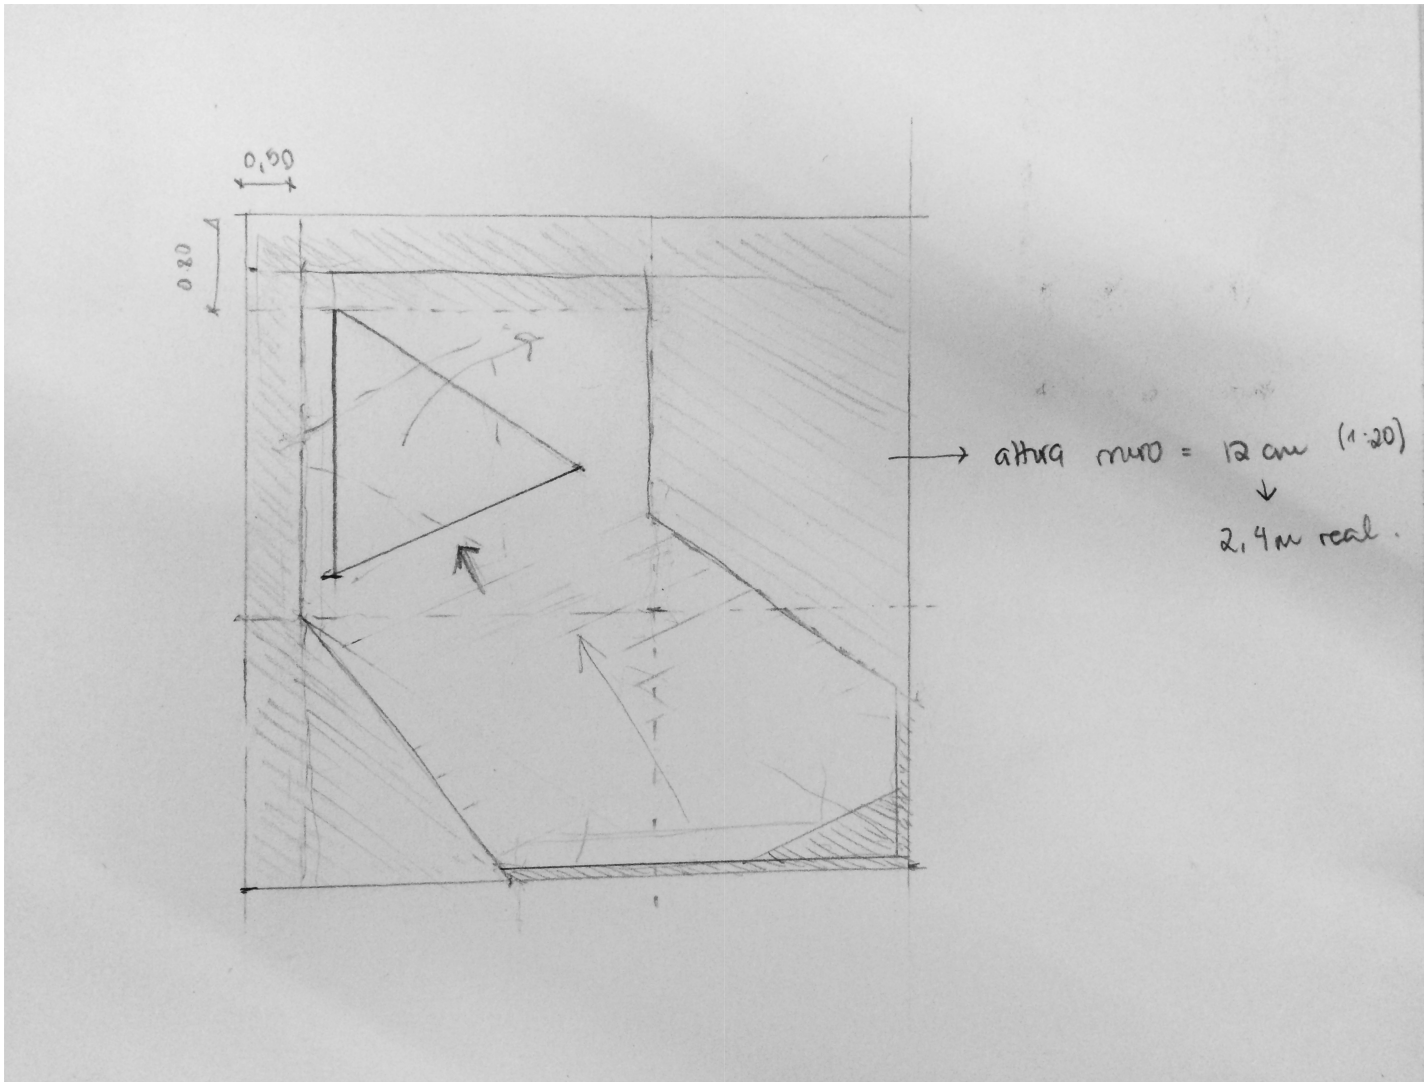 0,50
0.80
altura muro = 12 cm (1:20)
↓
2,4m real.